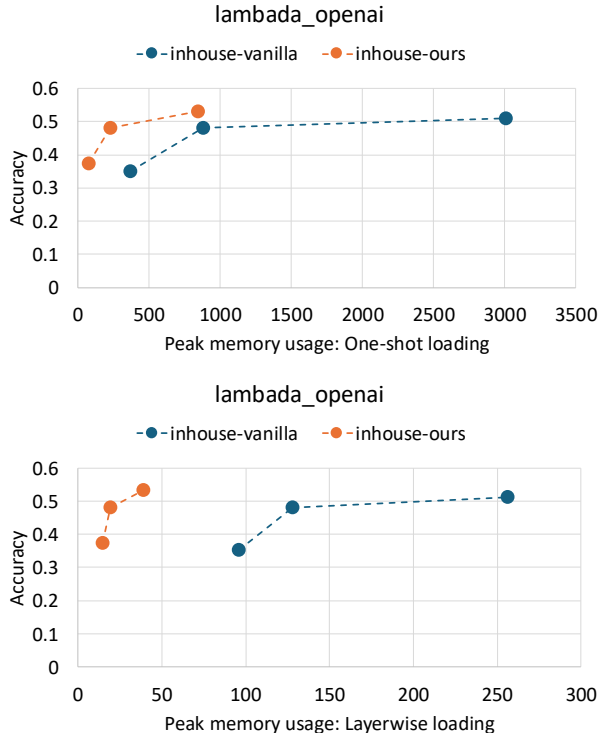 lambada_openai
inhouse-vanilla inhouse-ours
0.6
0.5
0.4
0.3
0.2
0.1
0
Accuracy
0 500 1000 1500 2000 2500 3000 3500
Peak memory usage: One-shot loading
lambada_openai
inhouse-vanilla inhouse-ours
0.6
0.5
0.4
0.3
0.2
0.1
0
Accuracy
0 50 100 150 200 250 300
Peak memory usage: Layerwise loading